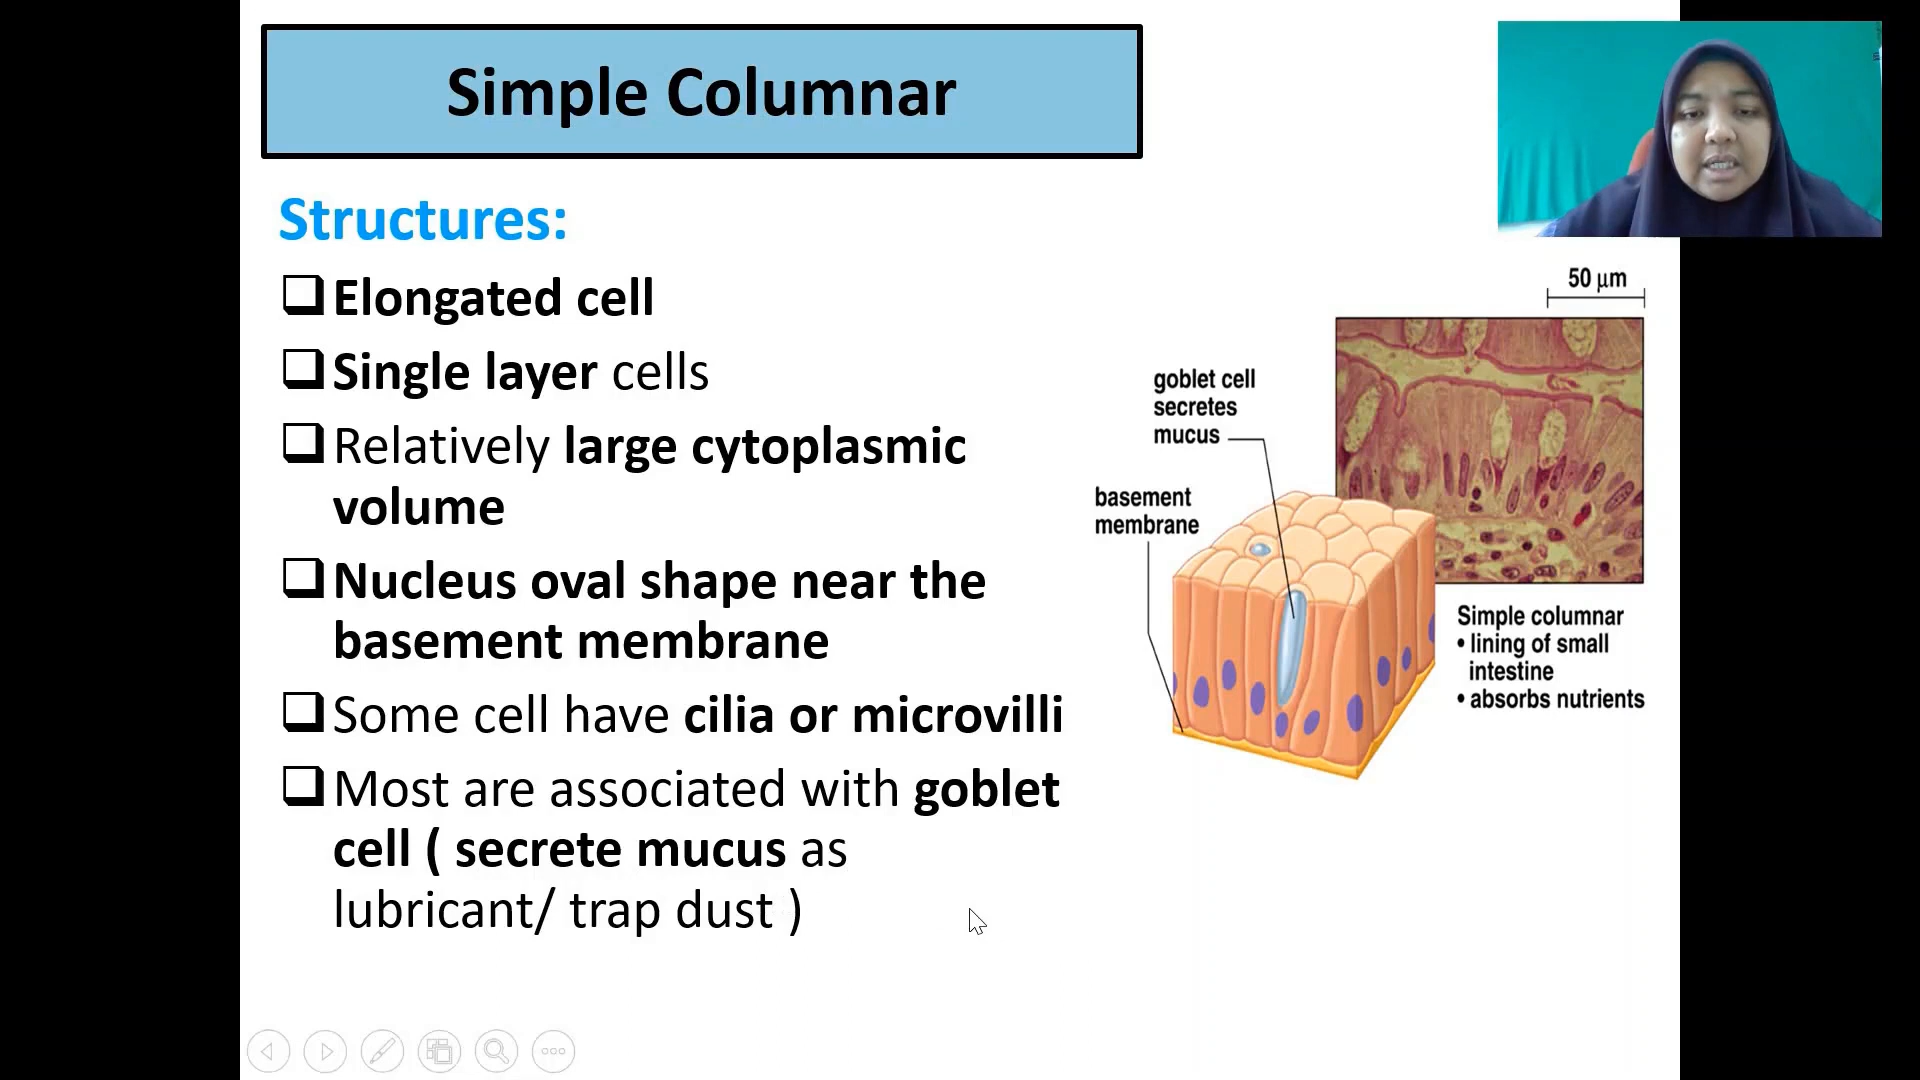 Simple Columnar
Structures:
Elongated cell
Single layer cells
Relatively large cytoplasmic
volume
Nucleus oval shape near the
basement membrane
Some cell have cilia or microvilli
Most are associated with goblet
cell ( secrete mucus as
lubricant/ trap dust )
50 µm
goblet cell
secretes
mucus
basement
membrane
Simple columnar
• lining of small
intestine
• absorbs nutrients